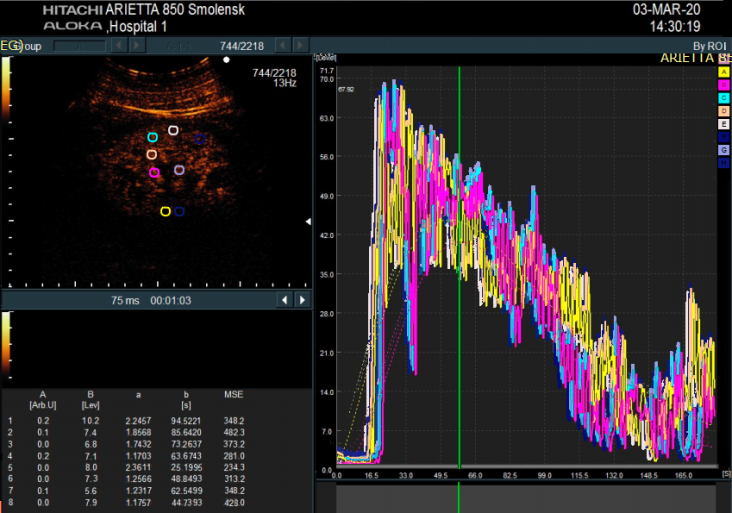 HITACHI ARIETTA 850 Smolensk
ALOKA ,Hospital 1
03-MAR-20
14:30:19
EG)
Group
744/2218
By ROI
ARIETTA
744/2218
13Hz
75 ms 00:01:03
A B a b MSE
[Arb.U] [Lev] [s]
1 0.2 10.2 2.2457 94.5221 348.2
2 0.1 7.4 1.8568 85.6420 482.3
3 0.0 6.8 1.7432 73.2637 373.2
4 0.2 7.1 1.1703 63.6743 281.0
5 0.0 8.0 2.3611 25.1995 234.3
6 0.0 7.3 1.2566 48.8493 313.2
7 0.1 5.6 1.2317 62.5499 348.2
8 0.0 7.9 1.1757 44.7393 428.0
71.7
70.0
67.92
63.0
56.0
49.0
42.0
35.0
28.0
21.0
14.0
7.0
0.0
0.0 16.5 33.0 49.5 66.0 82.5 99.0 115.5 132.0 148.5 165.0 [S]
A
C
D
E
G
H